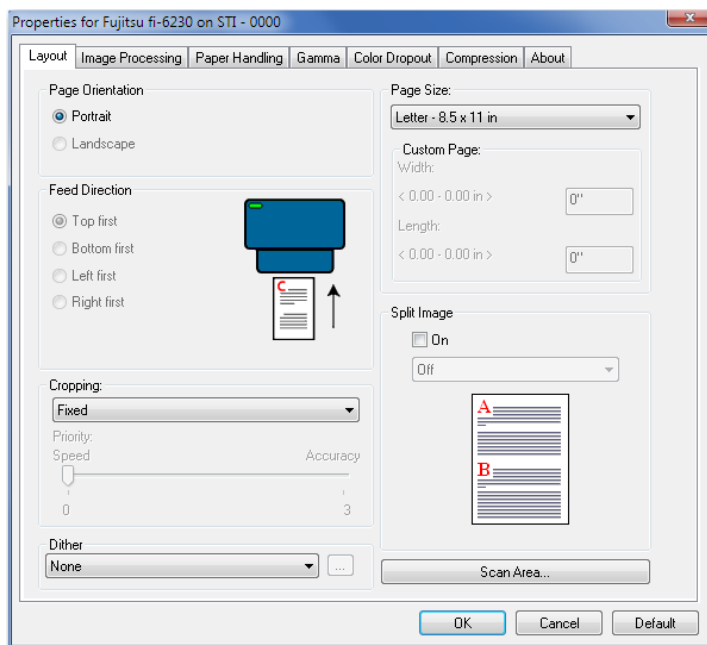 Properties for Fujitsu fi-6230 on STI - 0000
Layout Image Processing Paper Handling Gamma Color Dropout Compression About
Page Orientation
Portrait
Landscape
Feed Direction
Top first
Bottom first
Left first
Right first
C
Cropping:
Fixed
Priority:
Speed Accuracy
0 3
Dither
None ...
Page Size:
Letter - 8.5 x 11 in
Custom Page:
Width:
< 0.00 - 0.00 in > 0"
Length:
< 0.00 - 0.00 in > 0"
Split Image
On
Off
A
B
Scan Area...
OK Cancel Default